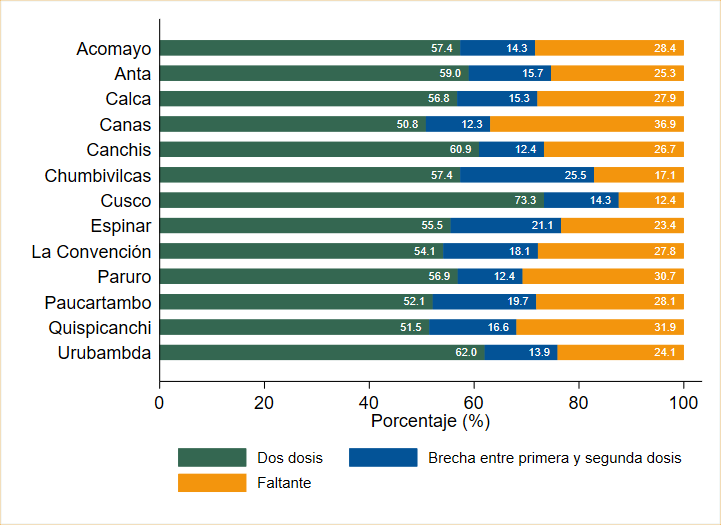 Acomayo 57.4 14.3 28.4
Anta 59.0 15.7 25.3
Calca 56.8 15.3 27.9
Canas 50.8 12.3 36.9
Canchis 60.9 12.4 26.7
Chumbivilcas 57.4 25.5 17.1
Cusco 73.3 14.3 12.4
Espinar 55.5 21.1 23.4
La Convención 54.1 18.1 27.8
Paruro 56.9 12.4 30.7
Paucartambo 52.1 19.7 28.1
Quispicanchi 51.5 16.6 31.9
Urubambda 62.0 13.9 24.1
0 20 40 60 80 100
Porcentaje (%)
Dos dosis Brecha entre primera y segunda dosis
Faltante